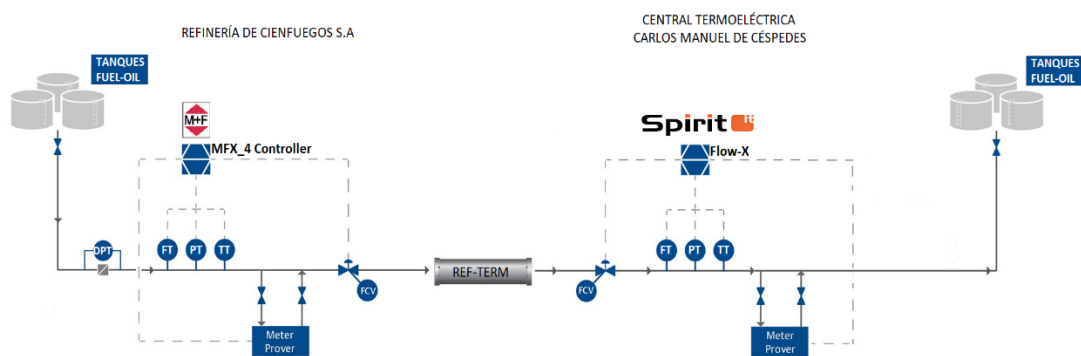 REFINERÍA DE CIENFUEGOS S.A
CENTRAL TERMOELÉCTRICA
CARLOS MANUEL DE CÉSPEDES
TANQUES
FUEL-OIL
TANQUES
FUEL-OIL
M+F
Spirit it
MFX_4 Controller
Flow-X
DPT
FT
PT
TT
FT
PT
TT
REF-TERM
FCV
FCV
Meter
Prover
Meter
Prover